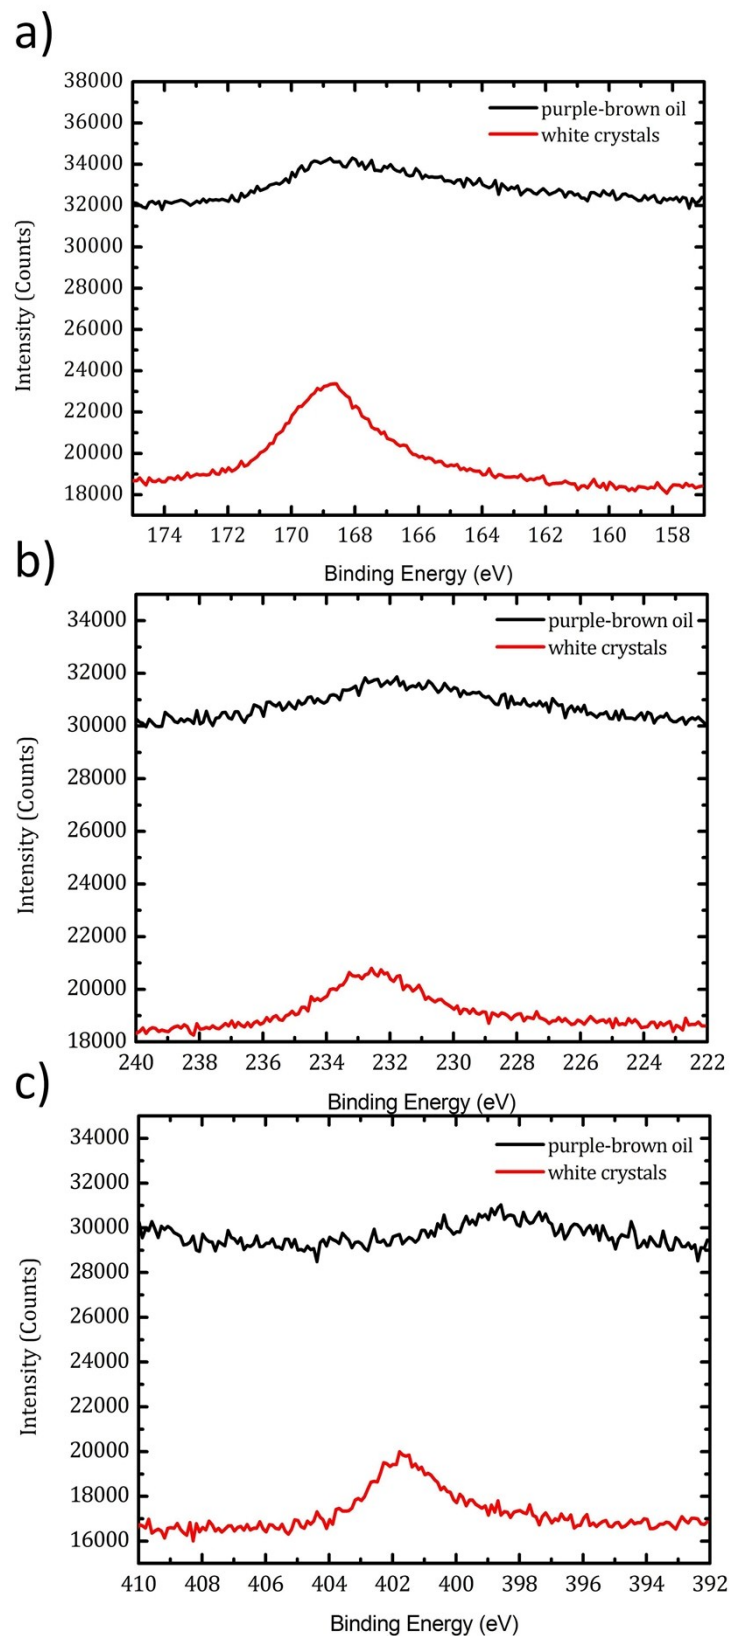 a)
38000
36000
34000
32000
30000
28000
26000
24000
22000
20000
18000
Intensity (Counts)
purple-brown oil
white crystals
174 172 170 168 166 164 162 160 158
Binding Energy (eV)
b)
34000
32000
30000
28000
26000
24000
22000
20000
18000
Intensity (Counts)
purple-brown oil
white crystals
240 238 236 234 232 230 228 226 224 222
Binding Energy (eV)
c)
34000
32000
30000
28000
26000
24000
22000
20000
18000
16000
Intensity (Counts)
purple-brown oil
white crystals
410 408 406 404 402 400 398 396 394 392
Binding Energy (eV)